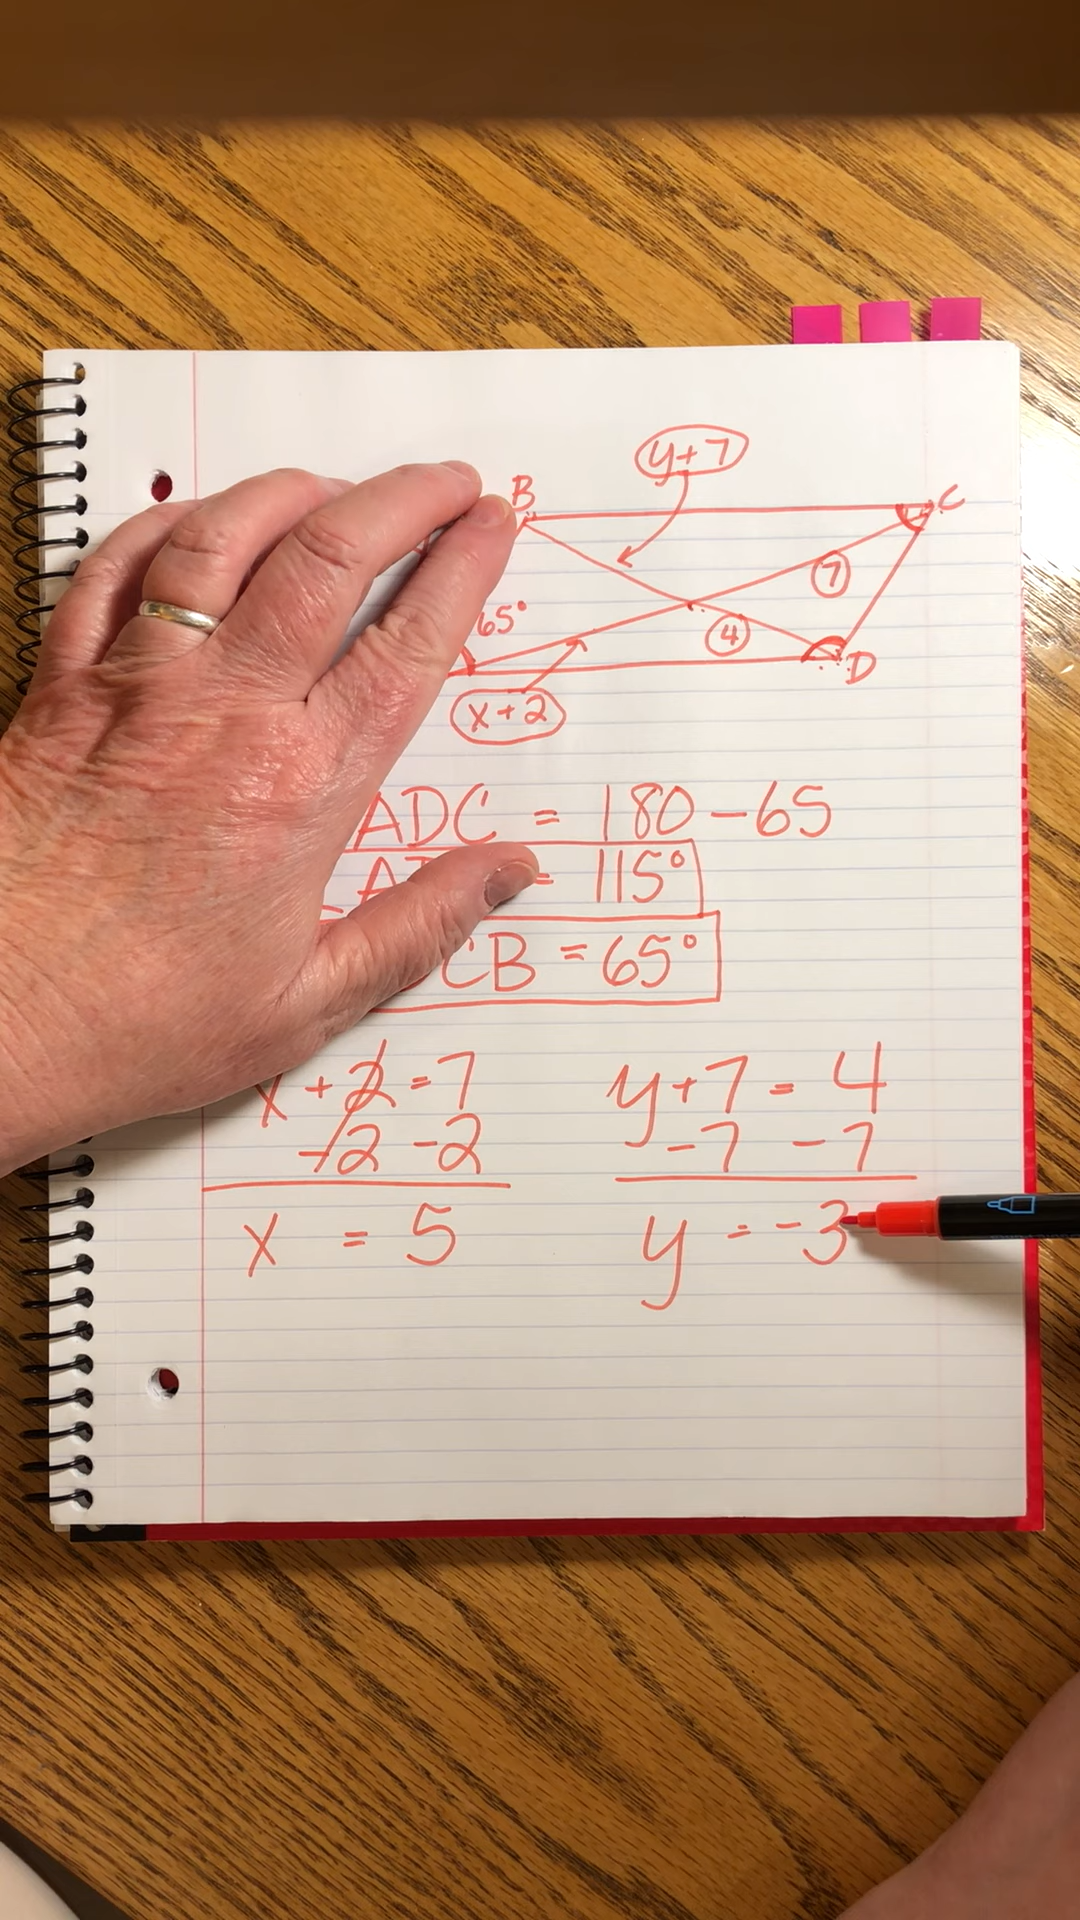 y+7
B
C
7
65°
4
D
x+2
ADC = 180-65
= 115°
CB = 65°
x+2=7
y+7=4
-2 -2
-7 -7
x = 5
y = -3